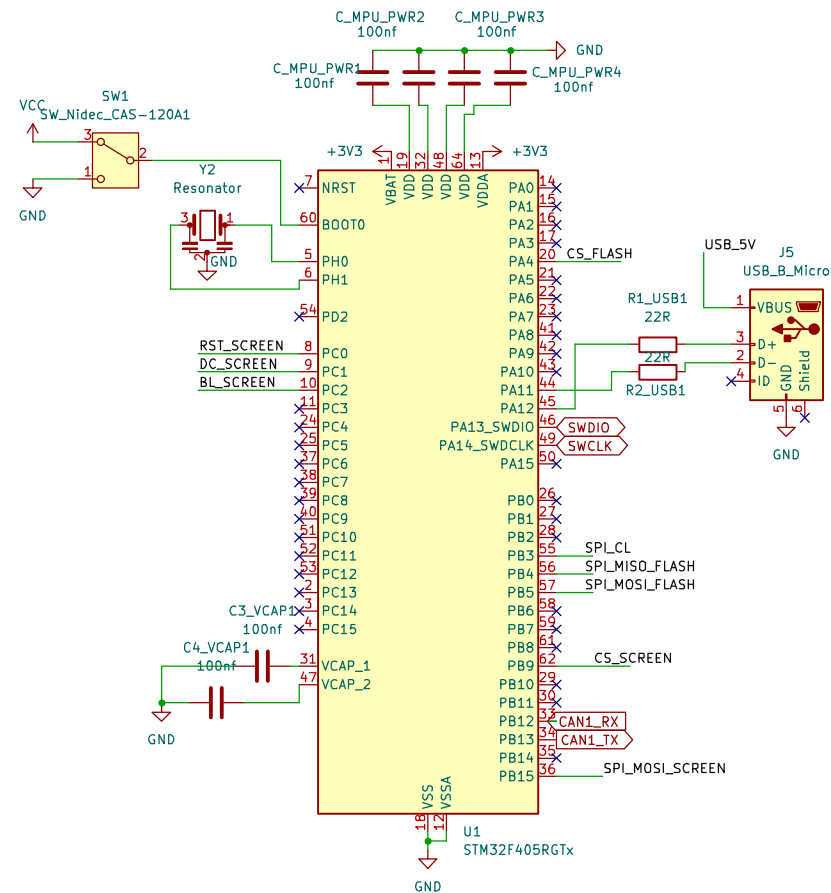 C_MPU_PWR2
100nf
C_MPU_PWR3
100nf
GND
C_MPU_PWR1
100nf
C_MPU_PWR4
100nf
VCC
SW1
SW_Nidec_CAS-120A1
3
2
1
GND
Y2
Resonator
3
1
2
GND
+3V3
+3V3
1
19
32
48
64
13
VBAT
VDD
VDD
VDD
VDD
VDDA
7 NRST
60 BOOT0
5 PH0
6 PH1
54 PD2
RST_SCREEN 8 PC0
DC_SCREEN 9 PC1
BL_SCREEN 10 PC2
11 PC3
24 PC4
25 PC5
37 PC6
38 PC7
39 PC8
40 PC9
51 PC10
52 PC11
53 PC12
2 PC13
3 PC14
4 PC15
C3_VCAP1
100nf
C4_VCAP1
100nf
31 VCAP_1
47 VCAP_2
GND
PA0 14
PA1 15
PA2 16
PA3 17
PA4 20 CS_FLASH
PA5 21
PA6 22
PA7 23
PA8 41
PA9 42
PA10 43
PA11 44
PA12 45
PA13_SWDIO 46 SWDIO
PA14_SWDCLK 49 SWCLK
PA15 50
PB0 26
PB1 27
PB2 28
PB3 55 SPI_CL
PB4 56 SPI_MISO_FLASH
PB5 57 SPI_MOSI_FLASH
PB6 58
PB7 59
PB8 61
PB9 62 CS_SCREEN
PB10 29
PB11 30
PB12 33 CAN1_RX
PB13 34 CAN1_TX
PB14 35
PB15 36 SPI_MOSI_SCREEN
USB_5V
J5
USB_B_Micro
R1_USB1
22R
22R
R2_USB1
1 VBUS
3 D+
2 D-
4 ID
GND
Shield
5
6
GND
VSS
VSSA
18
12
U1
STM32F405RGTx
GND